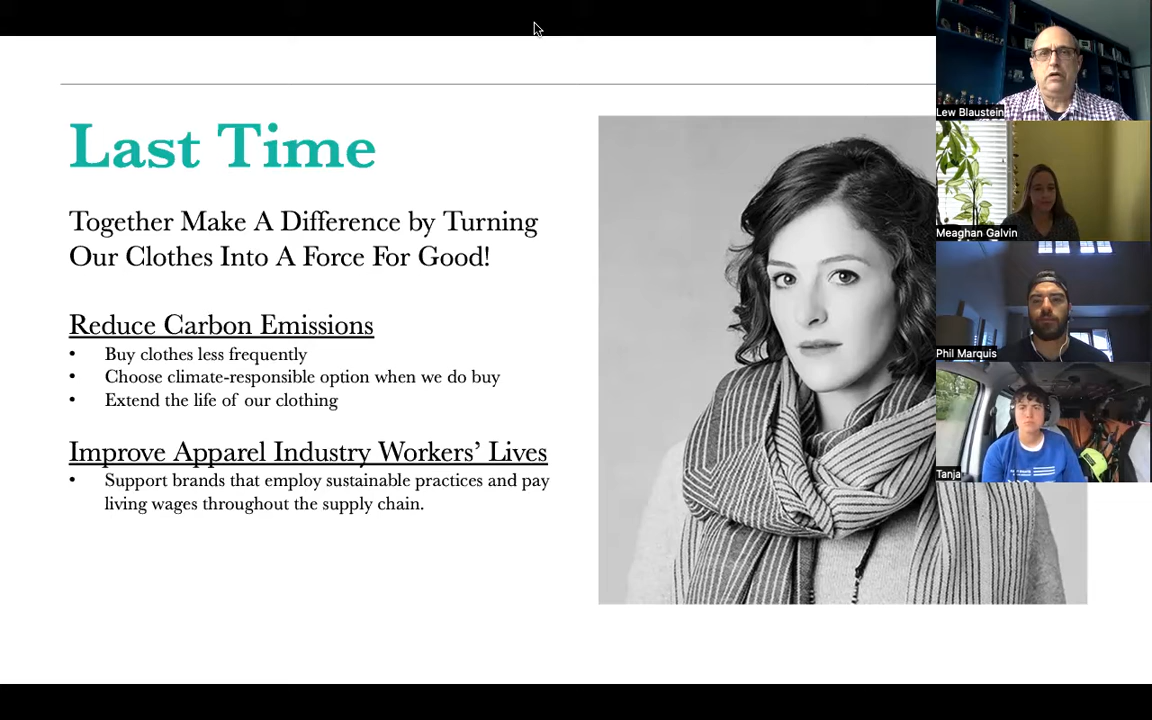 Last Time
Together Make A Difference by Turning
Our Clothes Into A Force For Good!
Reduce Carbon Emissions
• Buy clothes less frequently
• Choose climate-responsible option when we do buy
• Extend the life of our clothing
Improve Apparel Industry Workers’ Lives
• Support brands that employ sustainable practices and pay
living wages throughout the supply chain.
Lew Blaustein
Meaghan Galvin
Phil Marquis
Tanja